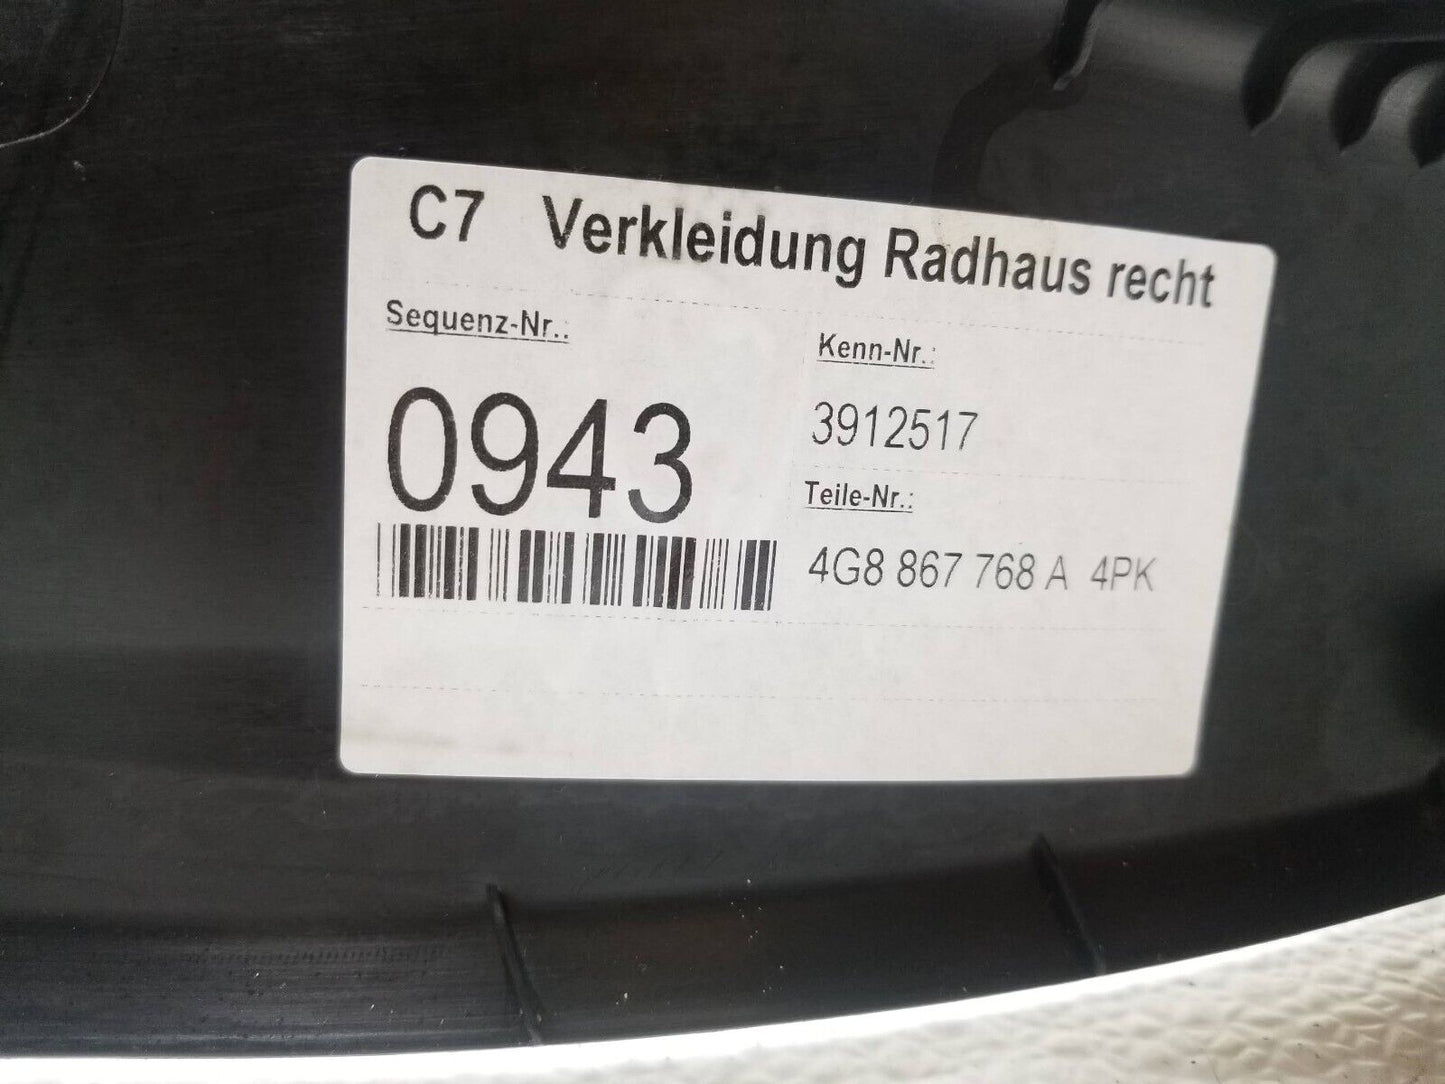 C7 Verkleidung Radhaus recht
Sequenz-Nr.:
0943
Kenn-Nr.:
3912517
Teile-Nr.:
4G8 867 768 A 4PK